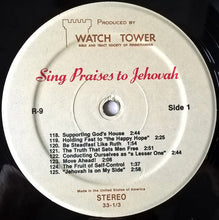 PRODUCED BY
WATCH TOWER
BIBLE AND TRACT SOCIETY OF PENNSYLVANIA
Sing Praises to Jehovah
R-9
Side 1
118. Supporting God's House 2:44
119. Holding Fast to "the Happy Hope" 2:25
120. Be Steadfast Like Ruth 1:54
121. The Truth That Sets Men Free 2:51
122. Conducting Ourselves as "a Lesser One" 2:44
123. Move Ahead! 2:23
124. The Fruit of Self-Control 2:21
125. "Jehovah Is on My Side" 2:21
Made in the United States of America
STEREO
33-1/3